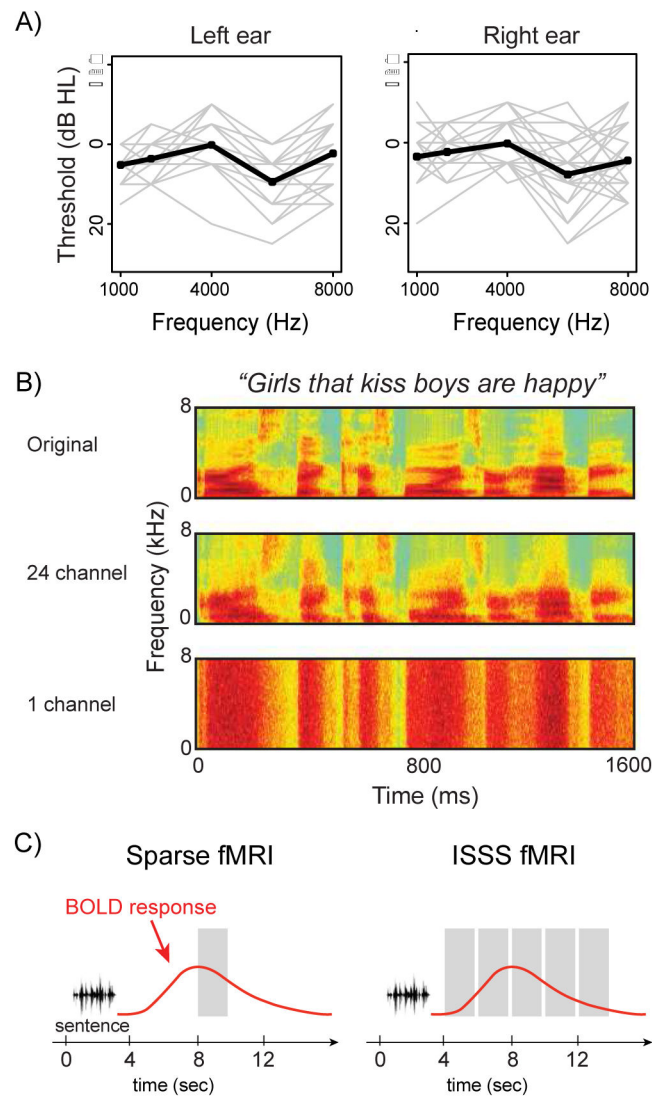 A)
Left ear
Right ear
Threshold (dB HL)
0
20
0
20
1000
4000
8000
1000
4000
8000
Frequency (Hz)
Frequency (Hz)
B)
"Girls that kiss boys are happy"
Original
24 channel
1 channel
Frequency (kHz)
8
0
8
0
8
0
0
800
1600
Time (ms)
C)
Sparse fMRI
ISSS fMRI
BOLD response
sentence
0
4
8
12
0
4
8
12
time (sec)
time (sec)